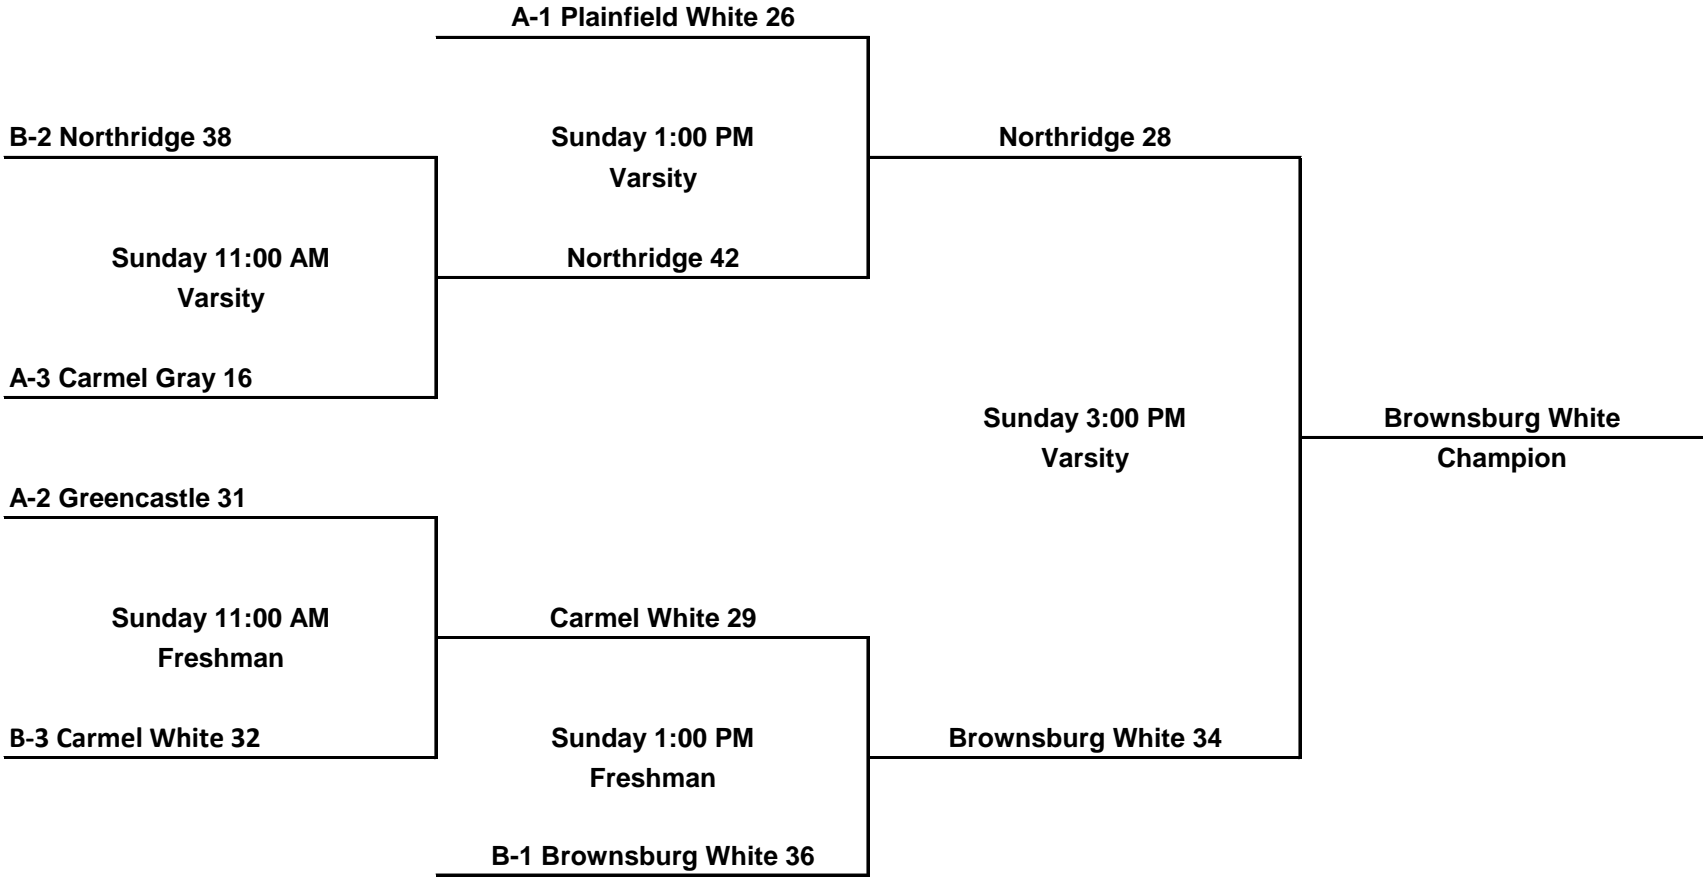 A-1 Plainfield White 26
B-2 Northridge 38
Sunday 1:00 PM
Varsity
Northridge 28
Sunday 11:00 AM
Varsity
Northridge 42
A-3 Carmel Gray 16
Sunday 3:00 PM
Varsity
Brownsburg White
Champion
A-2 Greencastle 31
Sunday 11:00 AM
Freshman
Carmel White 29
B-3 Carmel White 32
Sunday 1:00 PM
Freshman
Brownsburg White 34
B-1 Brownsburg White 36